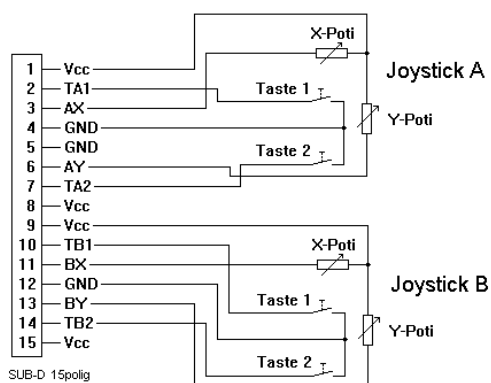 X-Poti
Joystick A
1 Vcc
2 TA1 Taste 1
3 AX
4 GND
Y-Poti
5 GND
Taste 2
6 AY
7 TA2
8 Vcc
9 Vcc
10 TB1 X-Poti
11 BX
Joystick B
12 GND
13 BY Taste 1
14 TB2
Y-Poti
15 Vcc
Taste 2
SUB-D 15polig